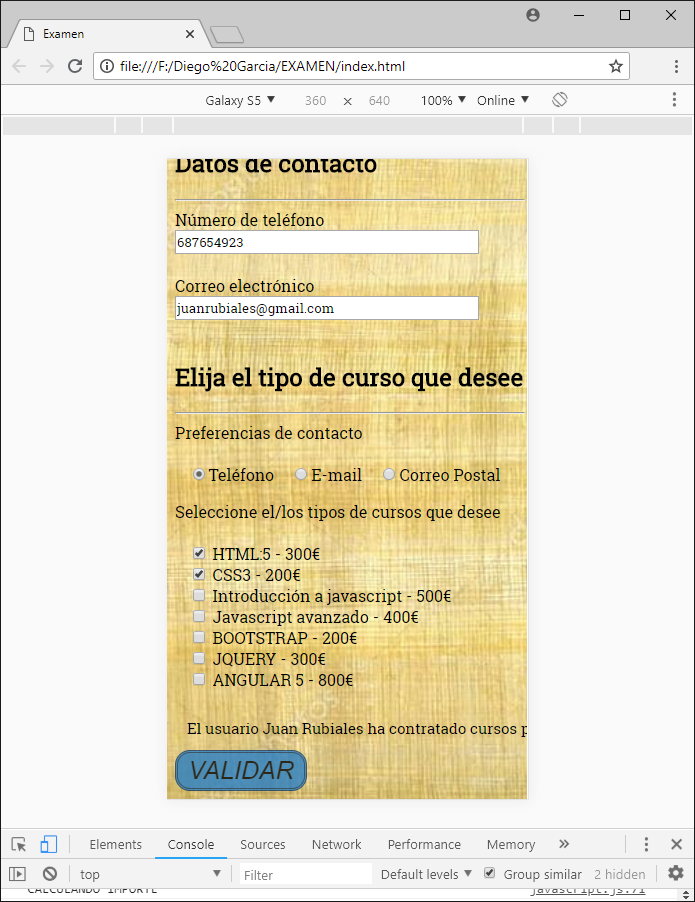 Examen
file:///F:/Diego%20Garcia/EXAMEN/index.html
Galaxy S5 ▼ 360 × 640 100% ▼ Online ▼
Datos de contacto
Número de teléfono
687654923
Correo electrónico
juanrubiales@gmail.com
Elija el tipo de curso que desee
Preferencias de contacto
Teléfono E-mail Correo Postal
Seleccione el/los tipos de cursos que desee
HTML:5 - 300€
CSS3 - 200€
Introducción a javascript - 500€
Javascript avanzado - 400€
BOOTSTRAP - 200€
JQUERY - 300€
ANGULAR 5 - 800€
El usuario Juan Rubiales ha contratado cursos p
VALIDAR
Elements Console Sources Network Performance Memory »
top ▼ Filter Default levels ▼ Group similar 2 hidden
CALCULANDO IMPORTE javascript.js:71